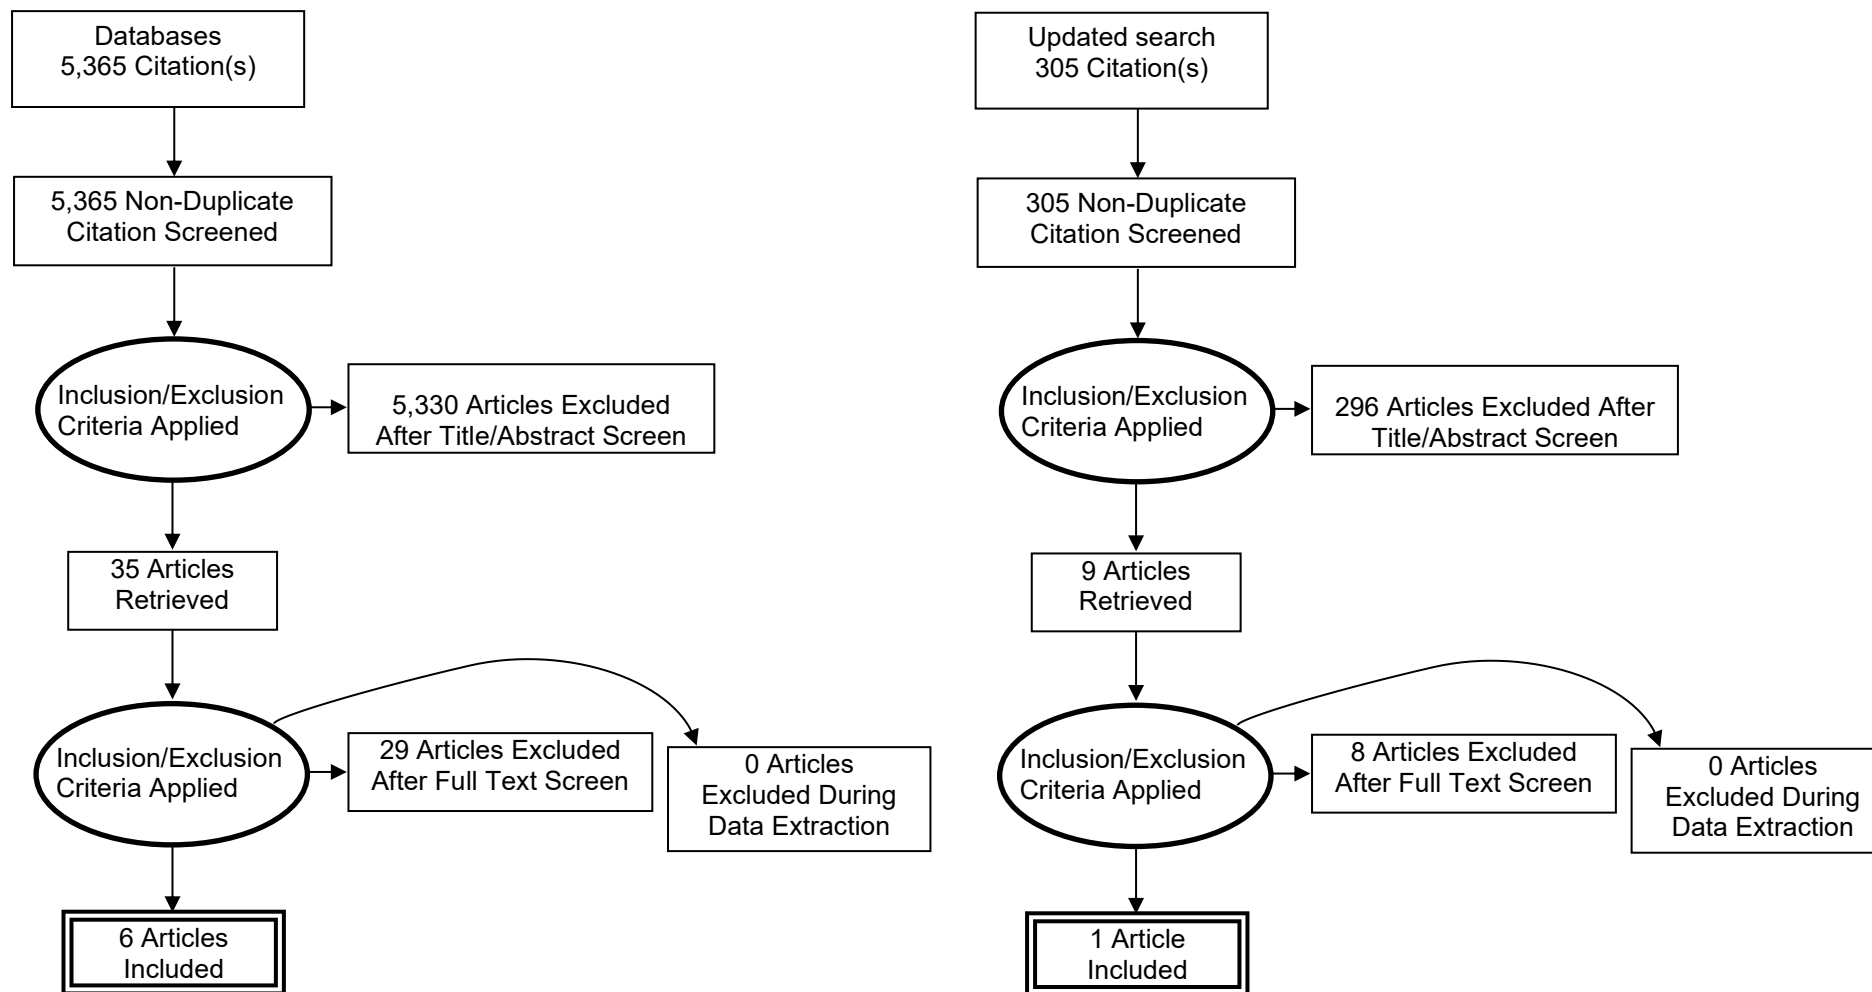 Databases
5,365 Citation(s)
5,365 Non-Duplicate
Citation Screened
Inclusion/Exclusion
Criteria Applied
5,330 Articles Excluded
After Title/Abstract Screen
35 Articles
Retrieved
Inclusion/Exclusion
Criteria Applied
29 Articles Excluded
After Full Text Screen
0 Articles
Excluded During
Data Extraction
6 Articles
Included
Updated search
305 Citation(s)
305 Non-Duplicate
Citation Screened
Inclusion/Exclusion
Criteria Applied
296 Articles Excluded After
Title/Abstract Screen
9 Articles
Retrieved
Inclusion/Exclusion
Criteria Applied
8 Articles Excluded
After Full Text Screen
0 Articles
Excluded During
Data Extraction
1 Article
Included